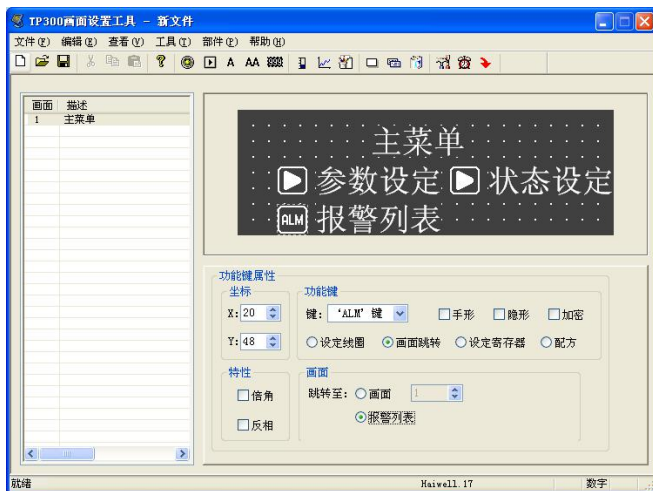 TP300画面设置工具 - 新文件
文件(F) 编辑(E) 查看(V) 工具(T) 部件(P) 帮助(H)
A AA
画面 描述
1 主菜单
主菜单
参数设定 状态设定
ALM 报警列表
功能键属性
坐标 功能键
X: 20 键: 'ALM' 键 手形 隐形 加密
Y: 48 设定线圈 画面跳转 设定寄存器 配方
特性 画面
倍角 跳转至: 画面 1
反相 报警列表
就绪 Haiwell.17 数字